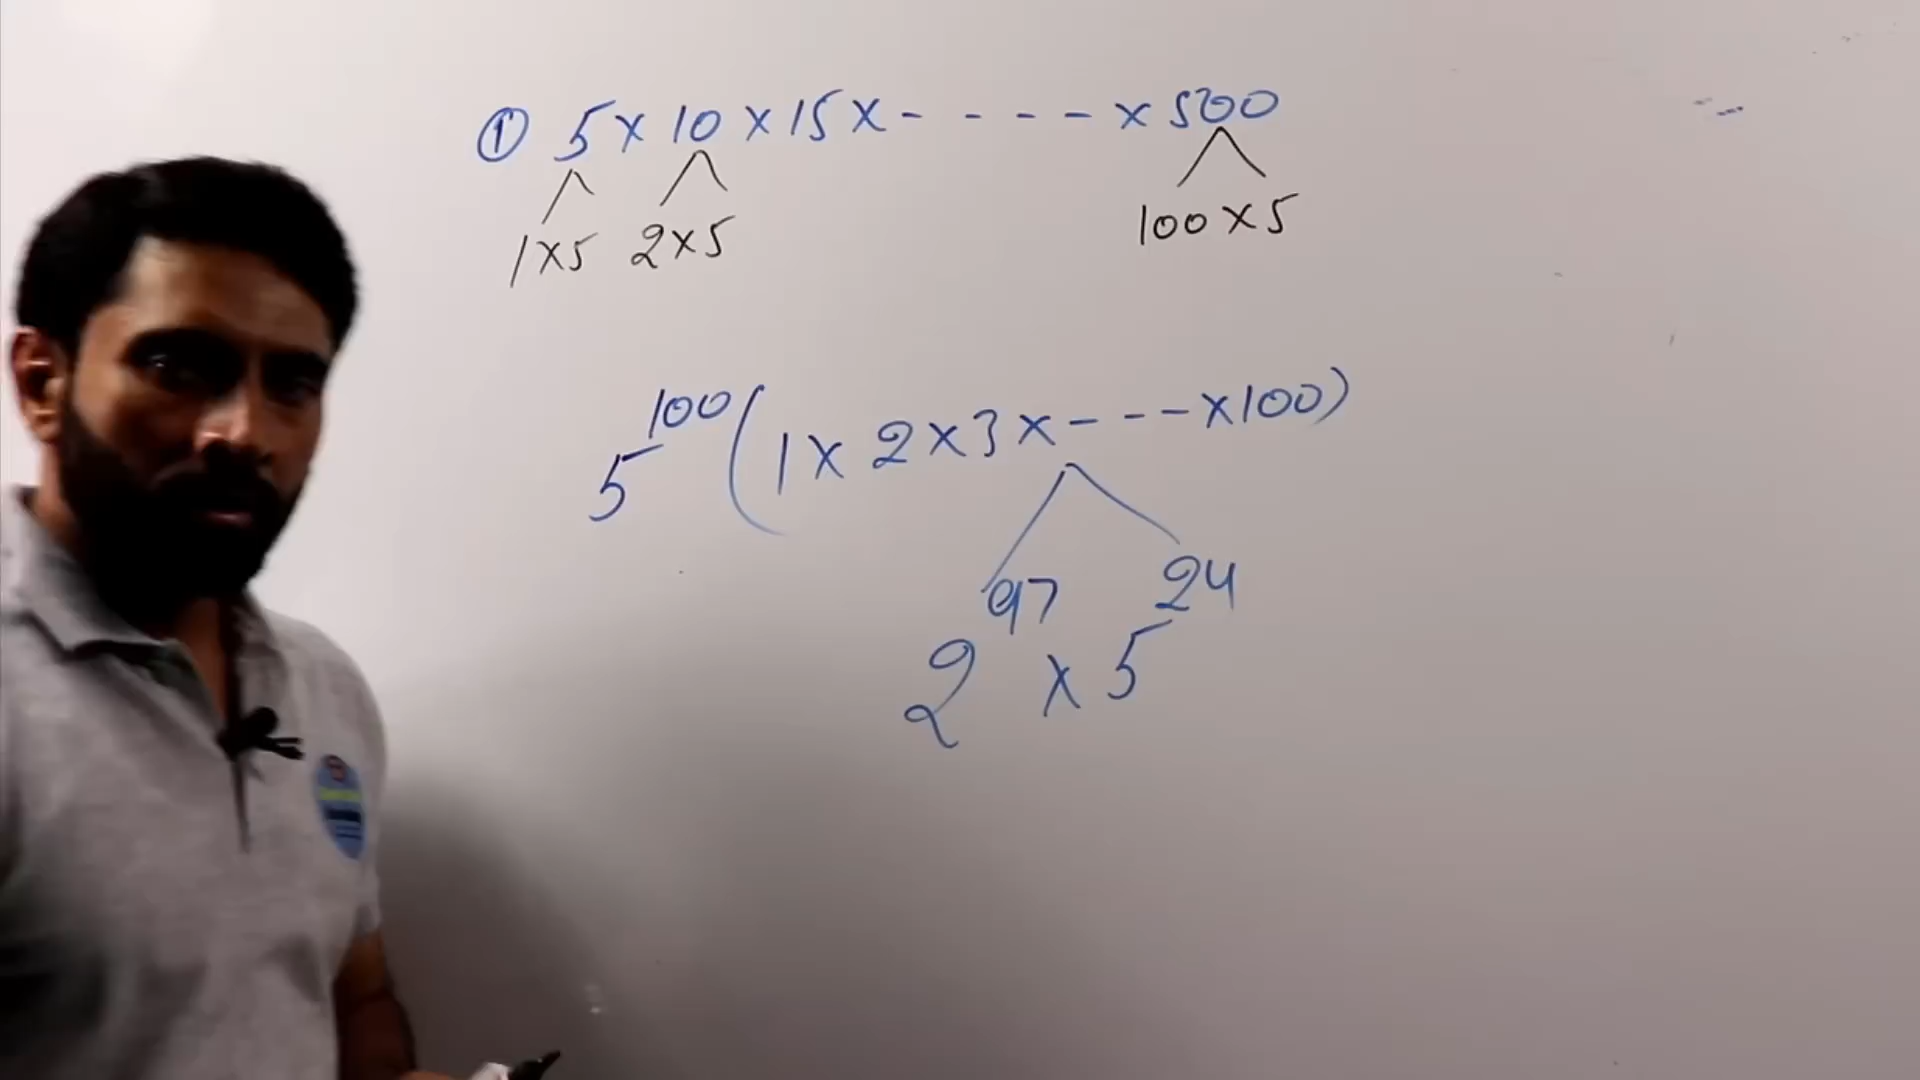 ① 5 × 10 × 15 × - - - - × 500
1×5 2×5 100 × 5
5^100 (1 × 2 × 3 × - - - × 100)
2^97 × 5^24